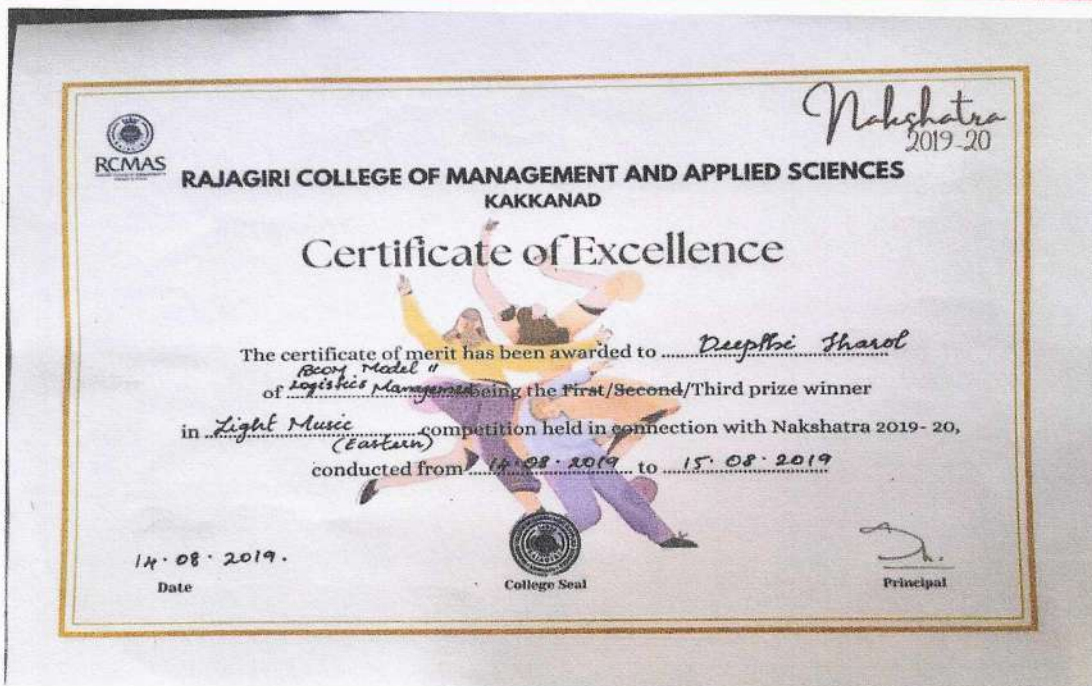 Nakshatra
2019-20
RCMAS
RAJAGIRI COLLEGE OF MANAGEMENT AND APPLIED SCIENCES
KAKKANAD
Certificate of Excellence
The certificate of merit has been awarded to Deepthi Tharol
Bcom Model II
of Logistics Management being the First/Second/Third prize winner
in Light Music competition held in connection with Nakshatra 2019- 20,
(Eastern)
conducted from 14.08.2019 to 15.08.2019
14.08.2019.
Date
College Seal
Principal